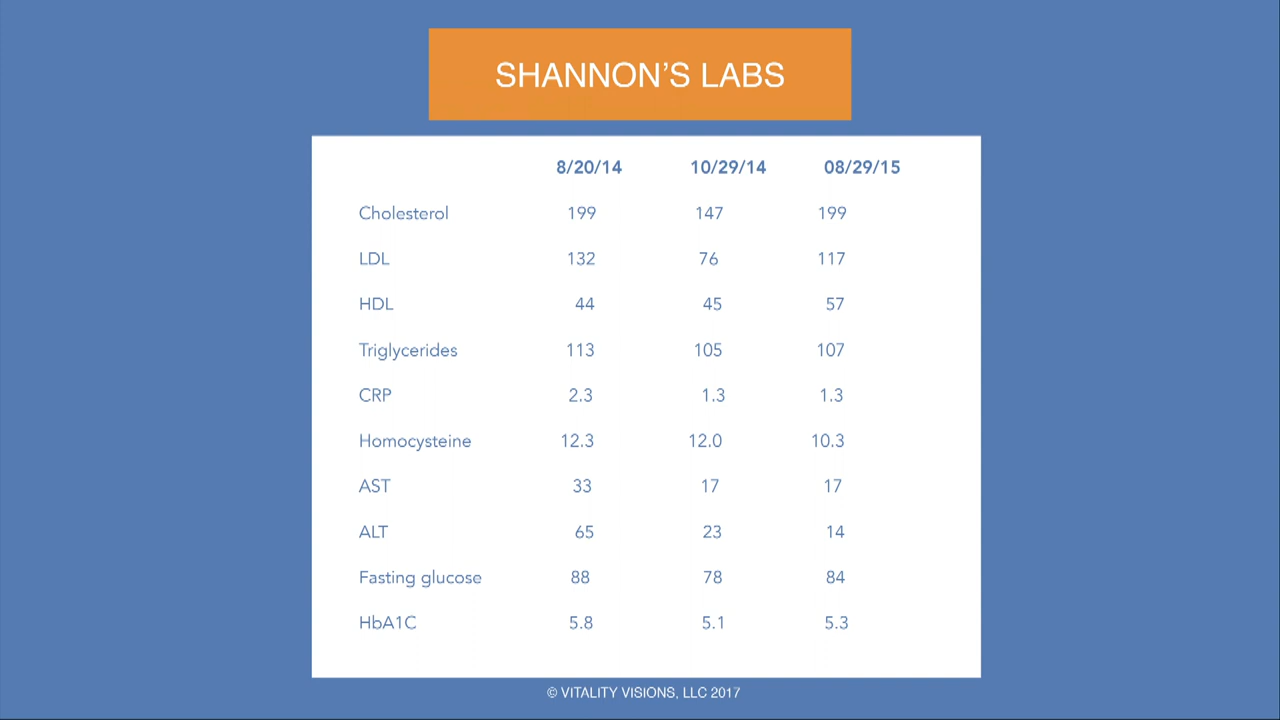 SHANNON’S LABS
8/20/14 10/29/14 08/29/15
Cholesterol 199 147 199
LDL 132 76 117
HDL 44 45 57
Triglycerides 113 105 107
CRP 2.3 1.3 1.3
Homocysteine 12.3 12.0 10.3
AST 33 17 17
ALT 65 23 14
Fasting glucose 88 78 84
HbA1C 5.8 5.1 5.3
© VITALITY VISIONS, LLC 2017